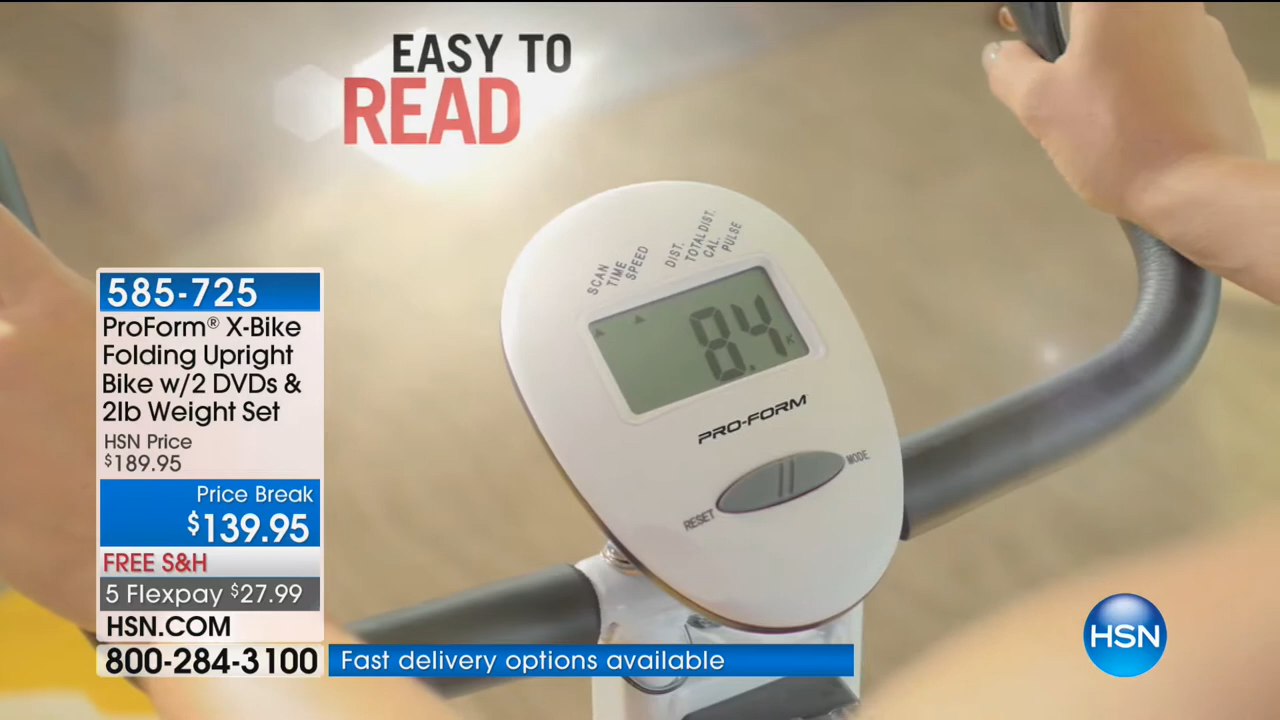 EASY TO
READ
SCAN
TIME
SPEED
DIST.
TOTAL DIST.
CAL.
PULSE
8.4
K
PRO-FORM
MODE
RESET
585-725
ProForm® X-Bike
Folding Upright
Bike w/2 DVDs &
2lb Weight Set
HSN Price
$189.95
Price Break
$139.95
FREE S&H
5 Flexpay $27.99
HSN.COM
800-284-3100
Fast delivery options available
HSN